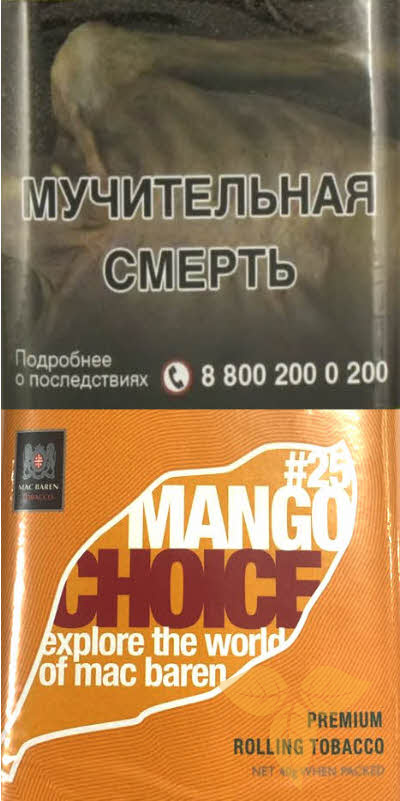 МУЧИТЕЛЬНАЯ
СМЕРТЬ
Подробнее
о последствиях 8 800 200 0 200
MAC BAREN
TOBACCO
#25
MANGO
CHOICE
explore the world
of mac baren
PREMIUM
ROLLING TOBACCO
NET 40g WHEN PACKED